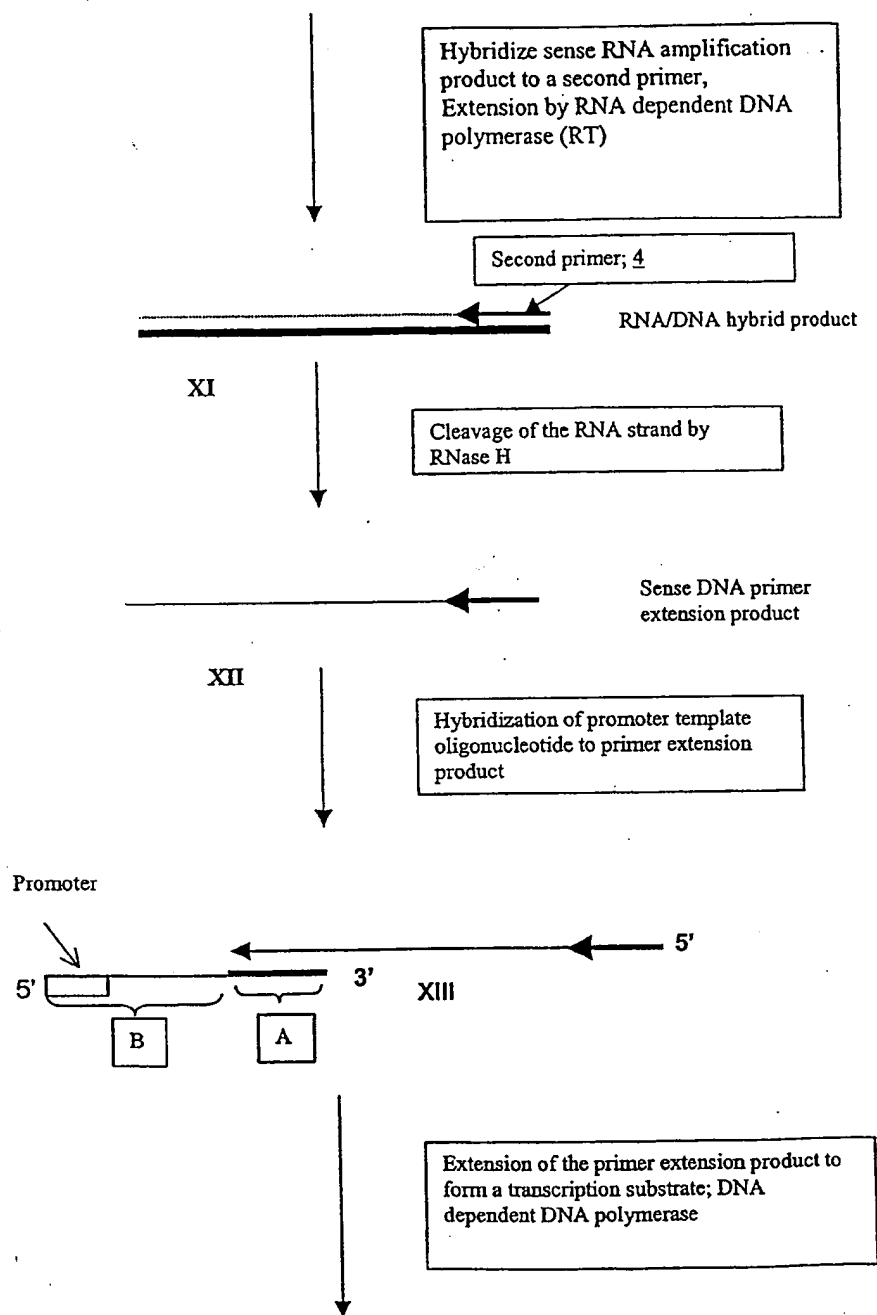 Hybridize sense RNA amplification
product to a second primer,
Extension by RNA dependent DNA
polymerase (RT)
Second primer; 4
RNA/DNA hybrid product
XI
Cleavage of the RNA strand by
RNase H
Sense DNA primer
extension product
XII
Hybridization of promoter template
oligonucleotide to primer extension
product
Promoter
5'
5'
3'
XIII
B
A
Extension of the primer extension product to
form a transcription substrate; DNA
dependent DNA polymerase